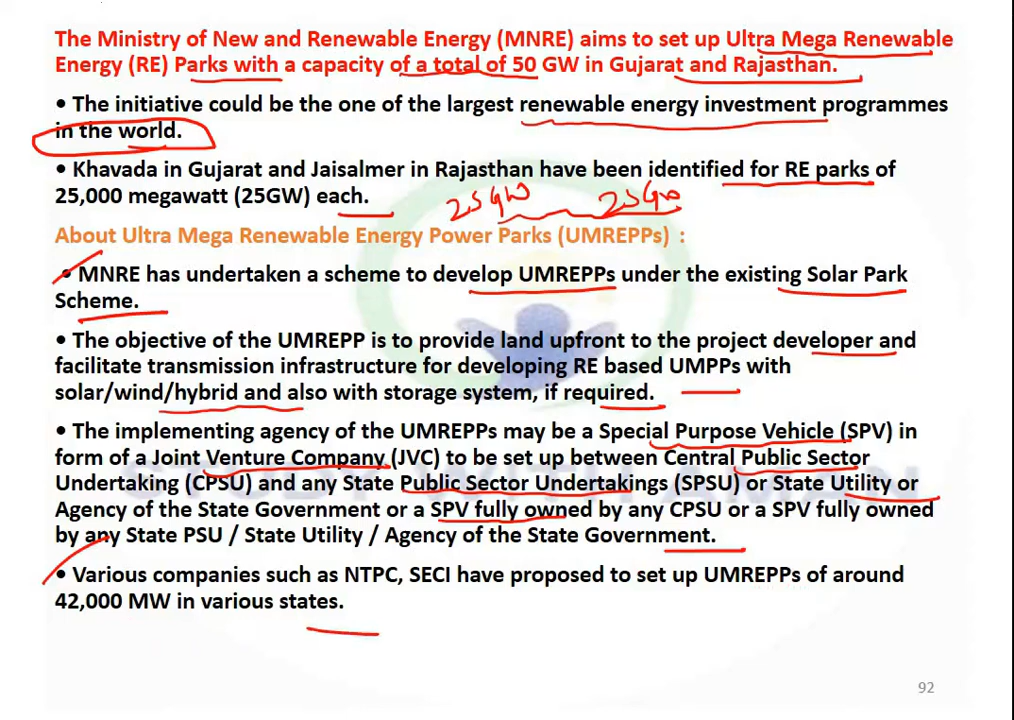 The Ministry of New and Renewable Energy (MNRE) aims to set up Ultra Mega Renewable
Energy (RE) Parks with a capacity of a total of 50 GW in Gujarat and Rajasthan.
• The initiative could be the one of the largest renewable energy investment programmes
in the world.
• Khavada in Gujarat and Jaisalmer in Rajasthan have been identified for RE parks of
25,000 megawatt (25GW) each.
25GW 25GW
About Ultra Mega Renewable Energy Power Parks (UMREPPs) :
• MNRE has undertaken a scheme to develop UMREPPs under the existing Solar Park
Scheme.
• The objective of the UMREPP is to provide land upfront to the project developer and
facilitate transmission infrastructure for developing RE based UMPPs with
solar/wind/hybrid and also with storage system, if required.
• The implementing agency of the UMREPPs may be a Special Purpose Vehicle (SPV) in
form of a Joint Venture Company (JVC) to be set up between Central Public Sector
Undertaking (CPSU) and any State Public Sector Undertakings (SPSU) or State Utility or
Agency of the State Government or a SPV fully owned by any CPSU or a SPV fully owned
by any State PSU / State Utility / Agency of the State Government.
• Various companies such as NTPC, SECI have proposed to set up UMREPPs of around
42,000 MW in various states.
STUDY WITH AMAN
92